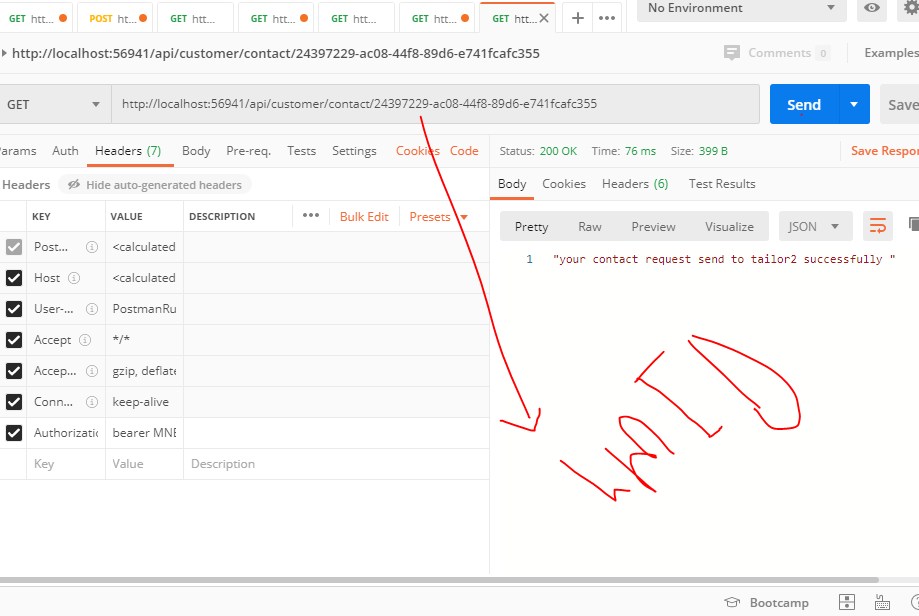 GET htt... POST ht... GET htt... GET htt... GET htt... GET htt... GET htt... No Environment
http://localhost:56941/api/customer/contact/24397229-ac08-44f8-89d6-e741fcafc355 Comments 0 Examples
GET http://localhost:56941/api/customer/contact/24397229-ac08-44f8-89d6-e741fcafc355 Send Save
arams Auth Headers (7) Body Pre-req. Tests Settings Cookies Code Status: 200 OK Time: 76 ms Size: 399 B Save Respon
Headers Hide auto-generated headers Body Cookies Headers (6) Test Results
KEY VALUE DESCRIPTION ••• Bulk Edit Presets Pretty Raw Preview Visualize JSON
Post... <calculated 1 "your contact request send to tailor2 successfully "
Host <calculated
User-... PostmanRu
Accept */*
Accep... gzip, deflate
Conn... keep-alive
Authorizatio bearer MNE
Key Value Description
Bootcamp